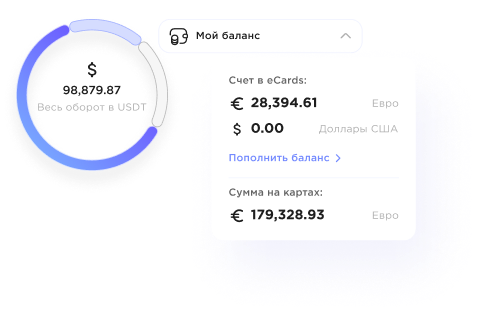 $
98,879.87
Весь оборот в USDT
Мой баланс
Счет в eCards:
€ 28,394.61 Евро
$ 0.00 Доллары США
Пополнить баланс
Сумма на картах:
€ 179,328.93 Евро